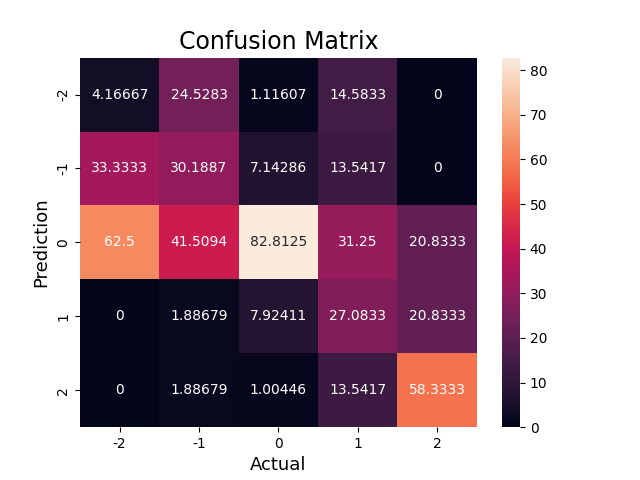 Confusion Matrix
-2 4.16667 24.5283 1.11607 14.5833 0
-1 33.3333 30.1887 7.14286 13.5417 0
0 62.5 41.5094 82.8125 31.25 20.8333
1 0 1.88679 7.92411 27.0833 20.8333
2 0 1.88679 1.00446 13.5417 58.3333
-2 -1 0 1 2
Prediction
Actual
80
70
60
50
40
30
20
10
0